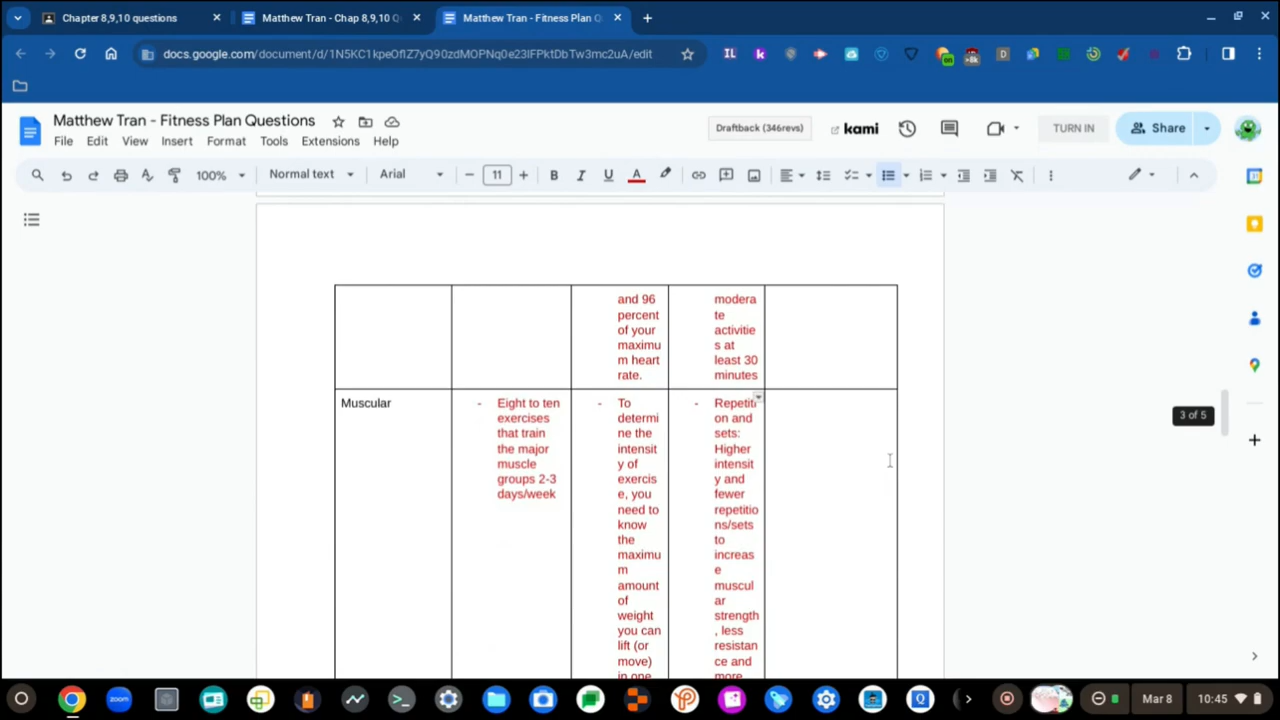 Chapter 8,9,10 questions
Matthew Tran - Chap 8,9,10 Q
Matthew Tran - Fitness Plan Q
docs.google.com/document/d/1N5KC1kpeOflZ7yQ90zdMOPNq0e23IFPktDbTw3mc2uA/edit
Matthew Tran - Fitness Plan Questions
File Edit View Insert Format Tools Extensions Help
Draftback (346revs)
kami
TURN IN
Share
100% Normal text Arial 11
and 96
percent
of your
maximu
m heart
rate.
modera
te
activitie
s at
least 30
minutes
Muscular
- Eight to ten
exercises
that train
the major
muscle
groups 2-3
days/week
- To
determi
ne the
intensit
y of
exercis
e, you
need to
know
the
maximu
m
amount
of
weight
you can
lift (or
move)
in one
- Repetiti
on and
sets:
Higher
intensit
y and
fewer
repetitio
ns/sets
to
increas
e
muscul
ar
strength
, less
resistan
ce and
more
3 of 5
zoom
Mar 8
10:45